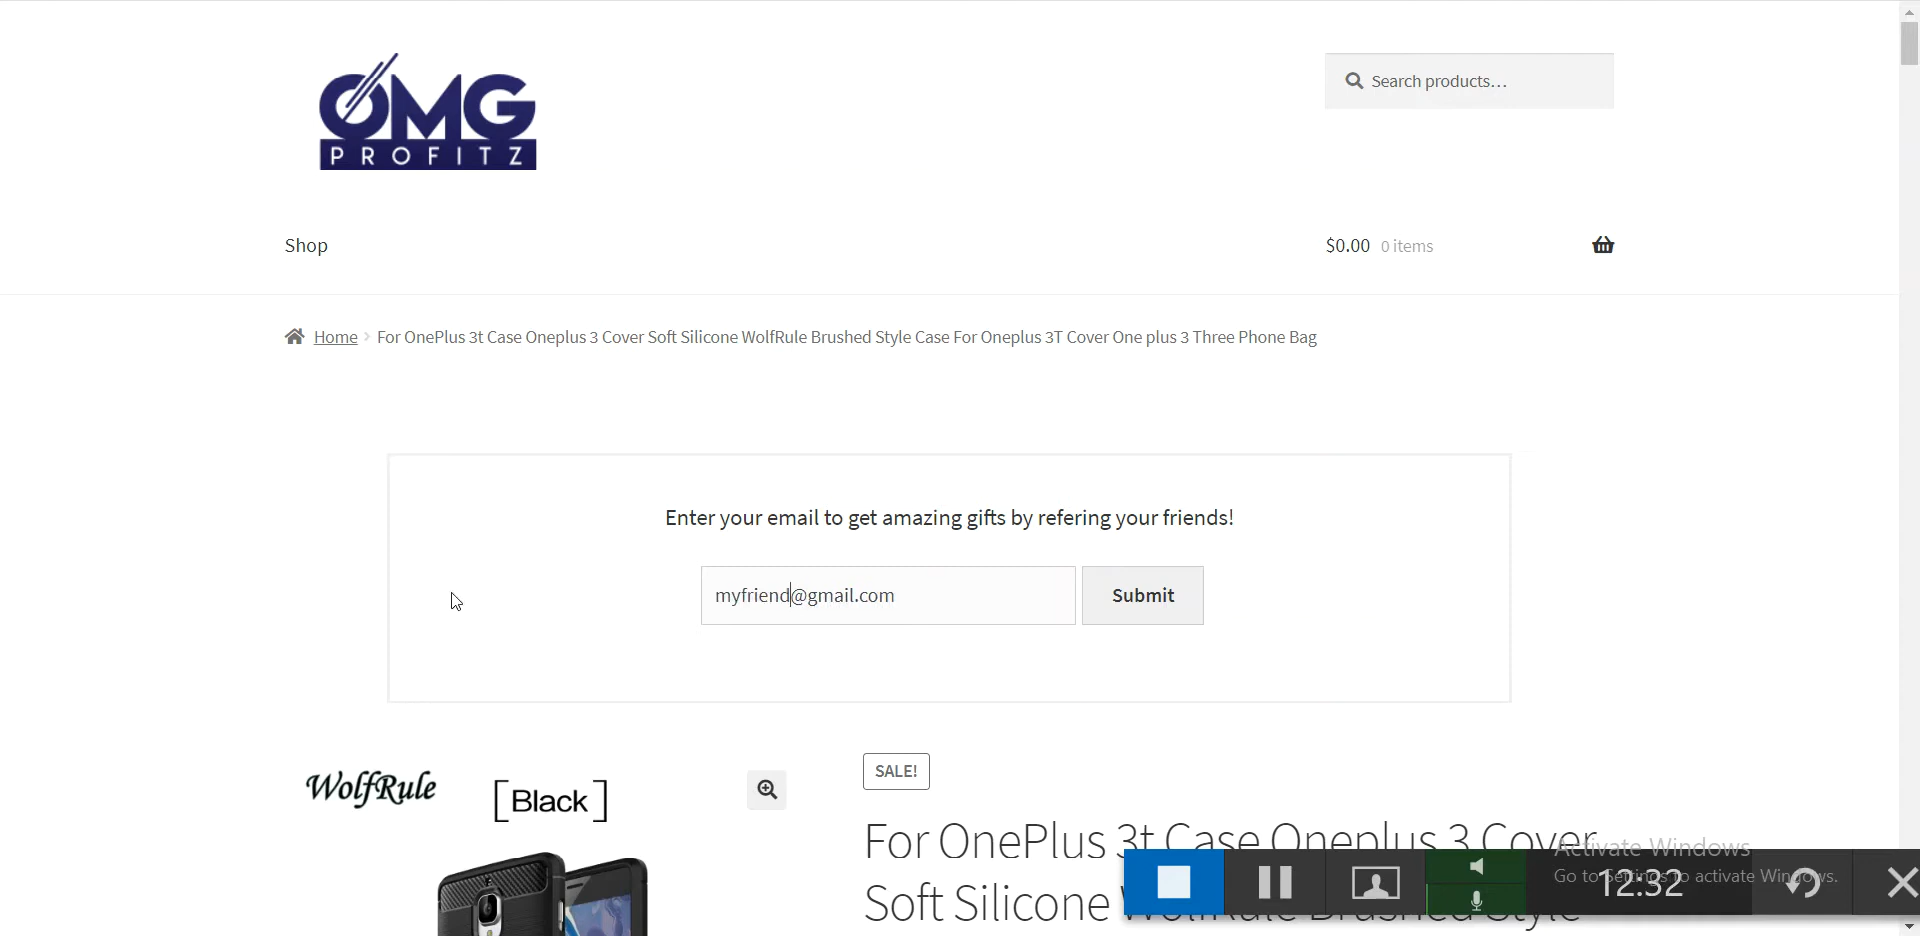 OMG
PROFITZ
Search products...
Shop
$0.00 0 items
Home > For OnePlus 3t Case Oneplus 3 Cover Soft Silicone WolfRule Brushed Style Case For Oneplus 3T Cover One plus 3 Three Phone Bag
Enter your email to get amazing gifts by refering your friends!
myfriend@gmail.com
Submit
WolfRule
[Black]
SALE!
For OnePlus 3t Case Oneplus 3 Cover
Soft Silicone WolfRule Brushed Style
Activate Windows
Go to Settings to activate Windows.
12:32